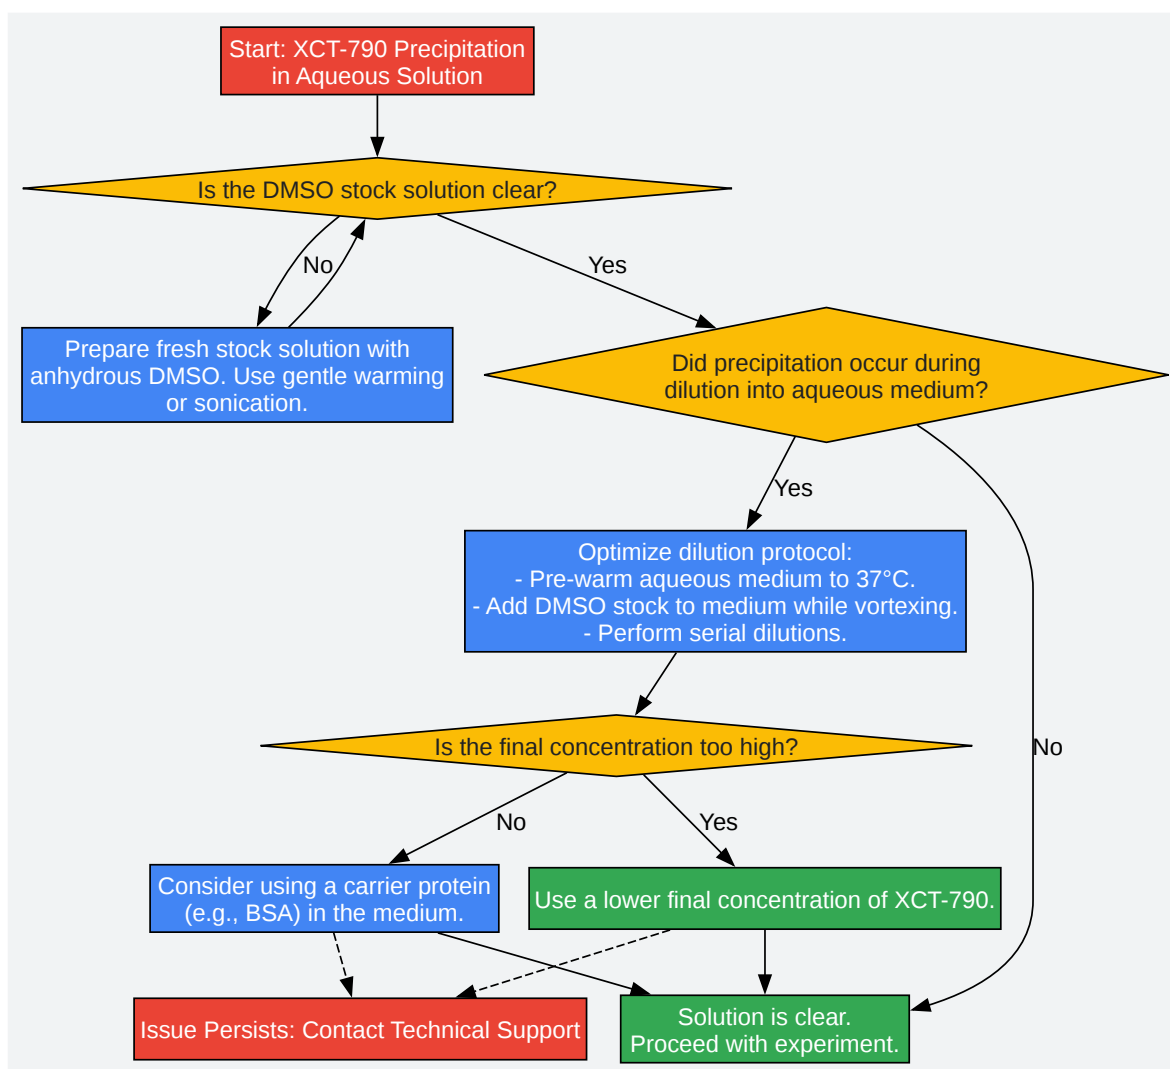 Start: XCT-790 Precipitation
in Aqueous Solution
Is the DMSO stock solution clear?
No
Yes
Prepare fresh stock solution with
anhydrous DMSO. Use gentle warming
or sonication.
Did precipitation occur during
dilution into aqueous medium?
Yes
Optimize dilution protocol:
- Pre-warm aqueous medium to 37°C.
- Add DMSO stock to medium while vortexing.
- Perform serial dilutions.
Is the final concentration too high?
No
No
Yes
Consider using a carrier protein
(e.g., BSA) in the medium.
Use a lower final concentration of XCT-790.
Issue Persists: Contact Technical Support
Solution is clear.
Proceed with experiment.